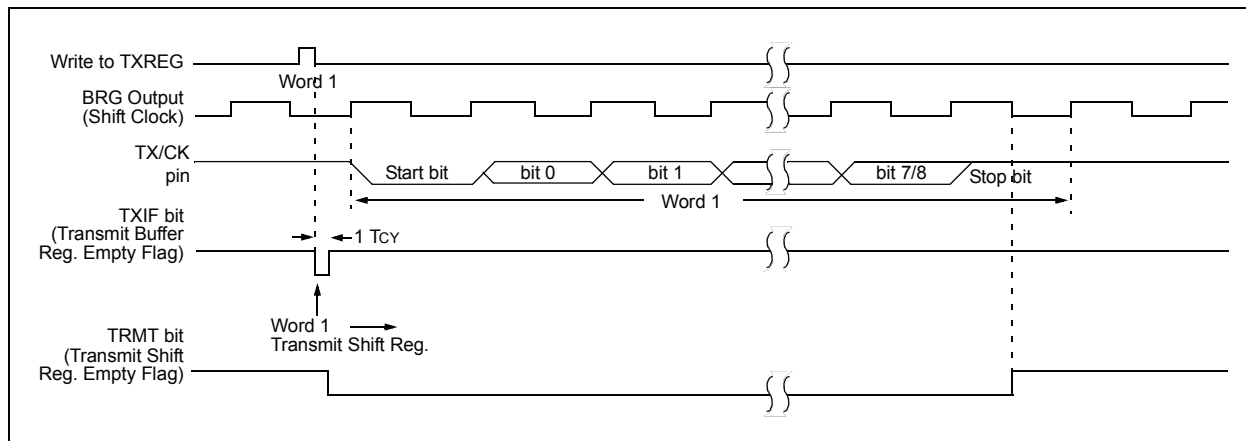 Write to TXREG
Word 1
BRG Output
(Shift Clock)
TX/CK
pin
Start bit
bit 0
bit 1
bit 7/8
Stop bit
Word 1
TXIF bit
(Transmit Buffer
Reg. Empty Flag)
1 TCY
Word 1
Transmit Shift Reg.
TRMT bit
(Transmit Shift
Reg. Empty Flag)